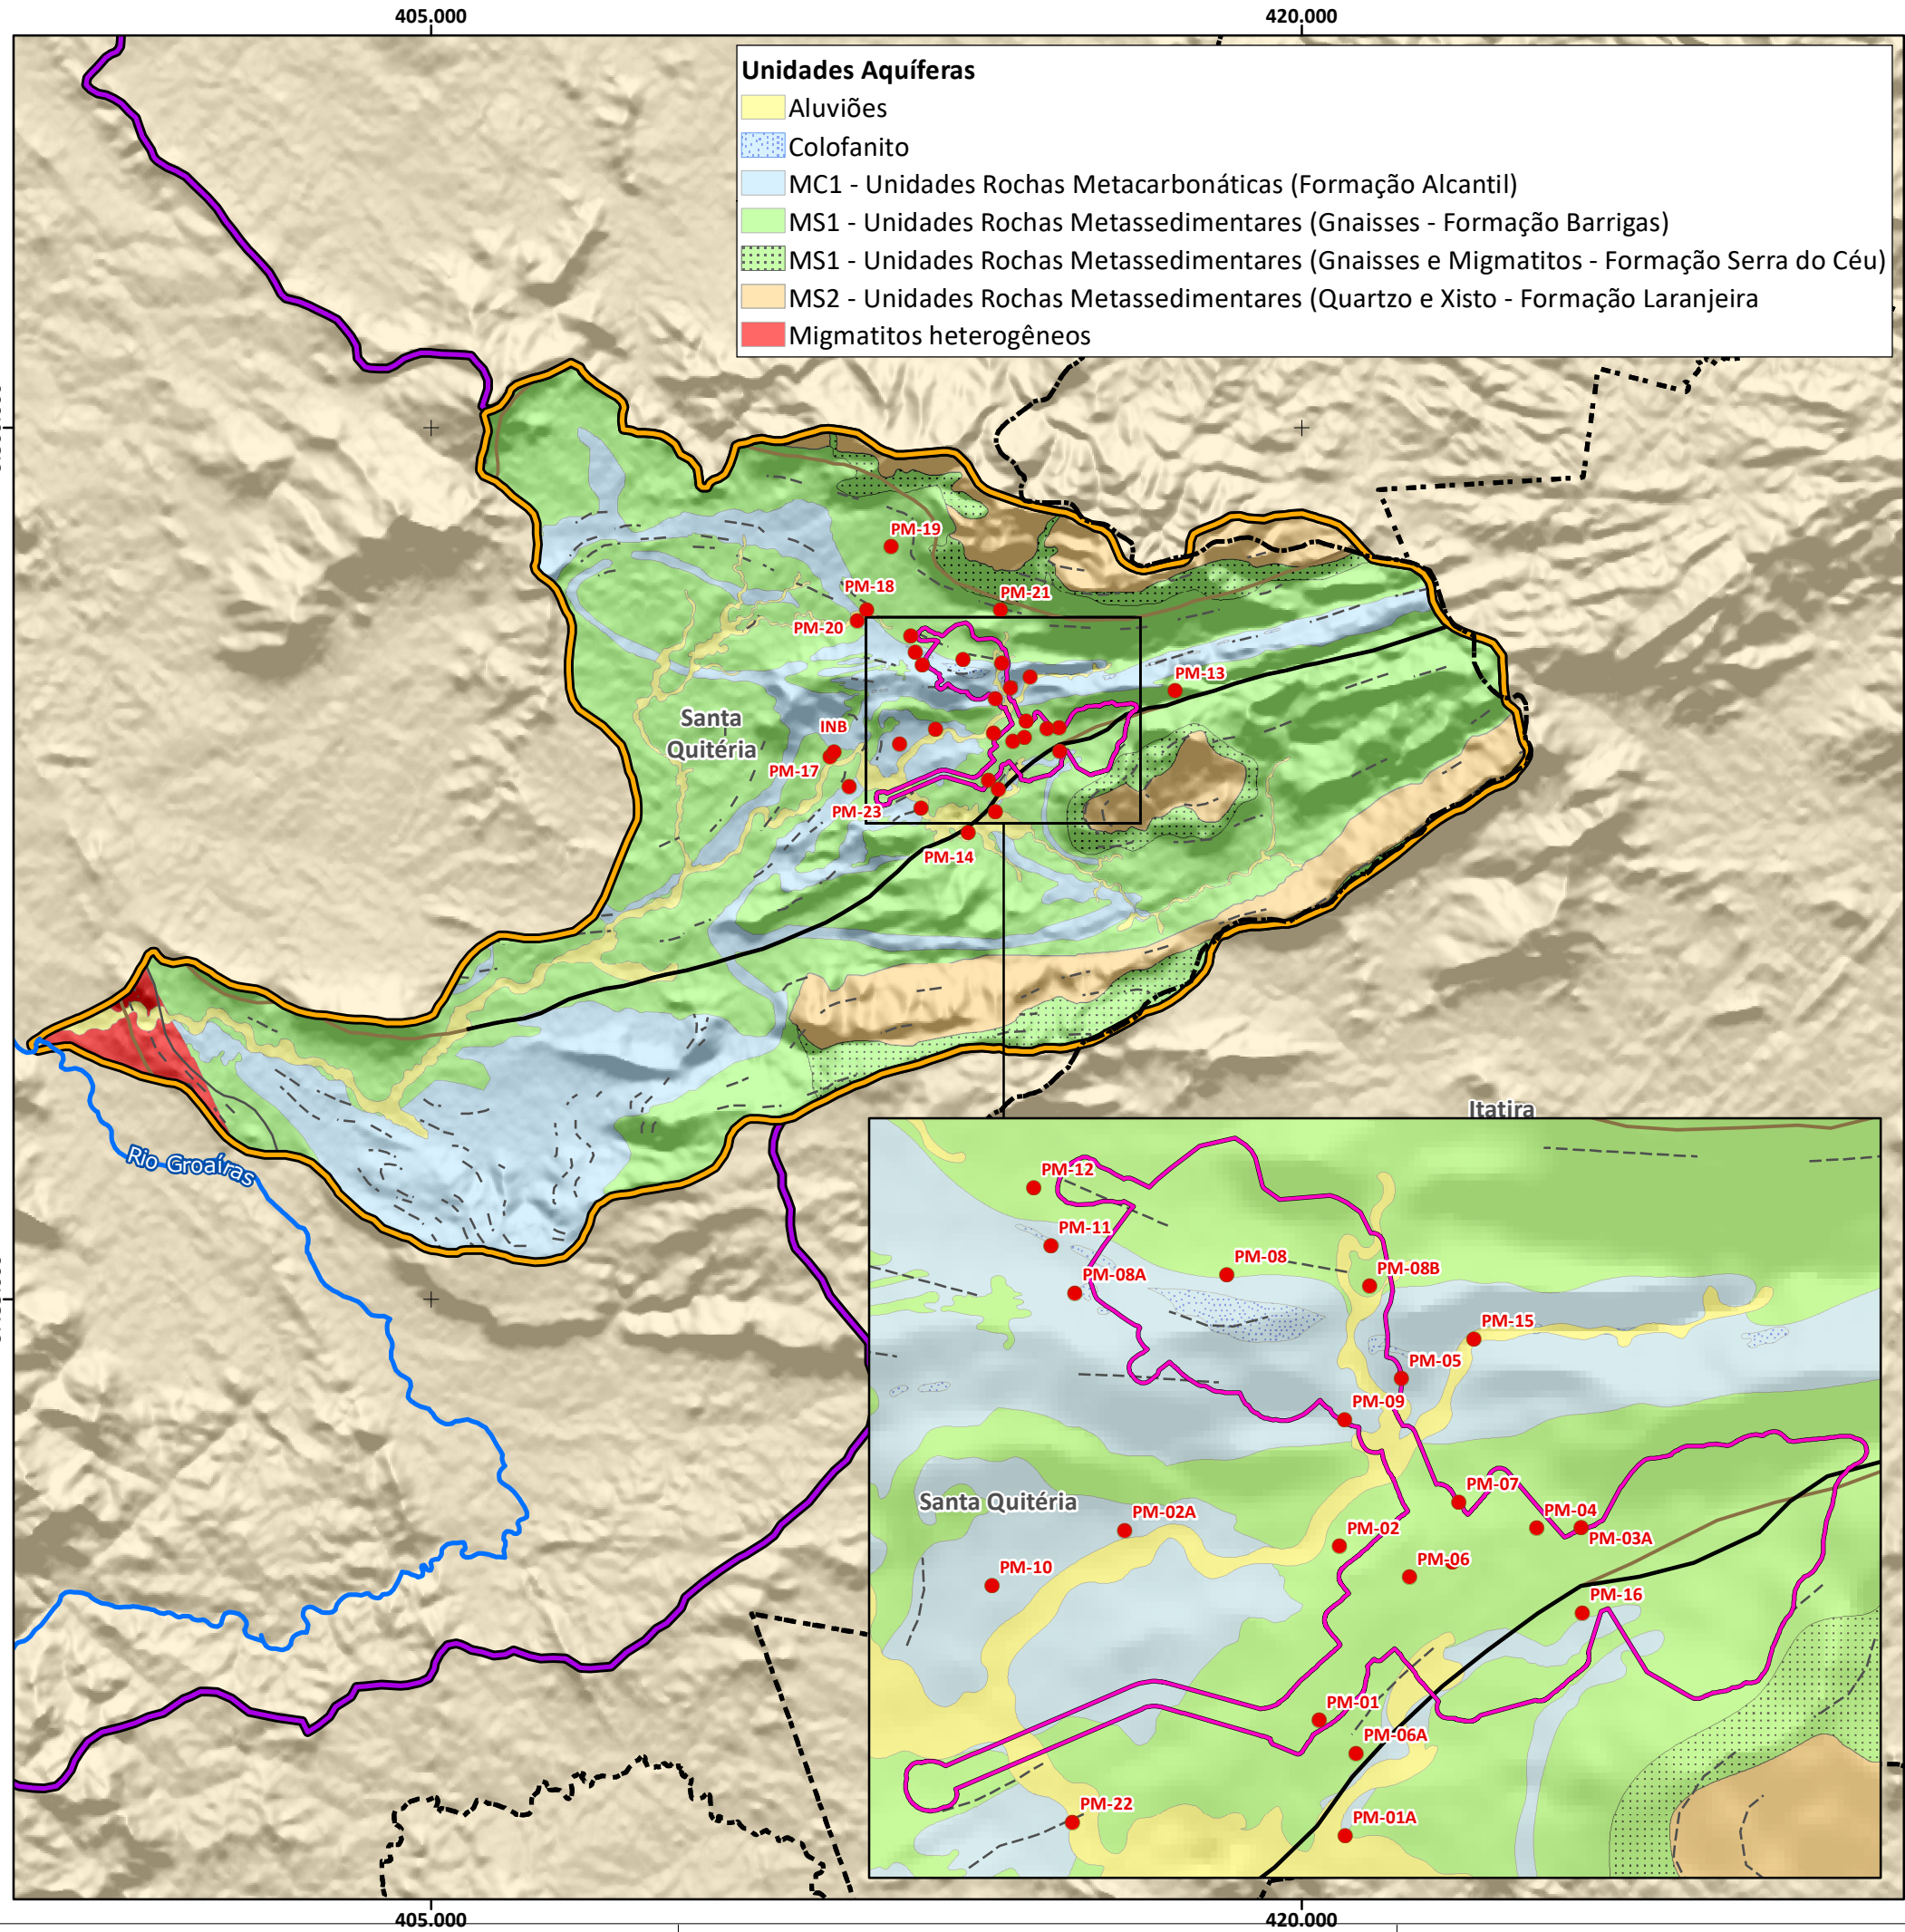 405.000
420.000
Unidades Aquíferas
Aluviões
Colofanito
MC1 - Unidades Rochas Metacarbonáticas (Formação Alcantil)
MS1 - Unidades Rochas Metassedimentares (Gnaisses - Formação Barrigas)
MS1 - Unidades Rochas Metassedimentares (Gnaisses e Migmatitos - Formação Serra do Céu)
MS2 - Unidades Rochas Metassedimentares (Quartzo e Xisto - Formação Laranjeira
Migmatitos heterogêneos
PM-19
PM-18
PM-21
PM-20
PM-13
Santa
Quitéria
INB
PM-17
PM-23
PM-14
Itatira
Rio Groaíras
PM-12
PM-11
PM-08
PM-08A
PM-08B
PM-15
PM-05
PM-09
PM-07
Santa Quitéria
PM-02A
PM-02
PM-04
PM-03A
PM-06
PM-10
PM-16
PM-01
PM-06A
PM-22
PM-01A
405.000
420.000